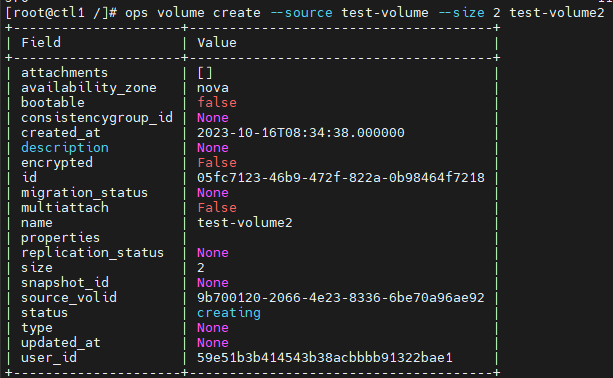 [root@ctl1 /]# ops volume create --source test-volume --size 2 test-volume2
+---------------------+--------------------------------------+
| Field               | Value                                |
+---------------------+--------------------------------------+
| attachments         | []                                   |
| availability_zone   | nova                                 |
| bootable            | false                                |
| consistencygroup_id | None                                 |
| created_at          | 2023-10-16T08:34:38.000000           |
| description         | None                                 |
| encrypted           | False                                |
| id                  | 05fc7123-46b9-472f-822a-0b98464f7218 |
| migration_status    | None                                 |
| multiattach         | False                                |
| name                | test-volume2                         |
| properties          |                                      |
| replication_status  | None                                 |
| size                | 2                                    |
| snapshot_id         | None                                 |
| source_volid        | 9b700120-2066-4e23-8336-6be70a96ae92 |
| status              | creating                             |
| type                | None                                 |
| updated_at          | None                                 |
| user_id             | 59e51b3b414543b38acbbbb91322bae1     |
+---------------------+--------------------------------------+